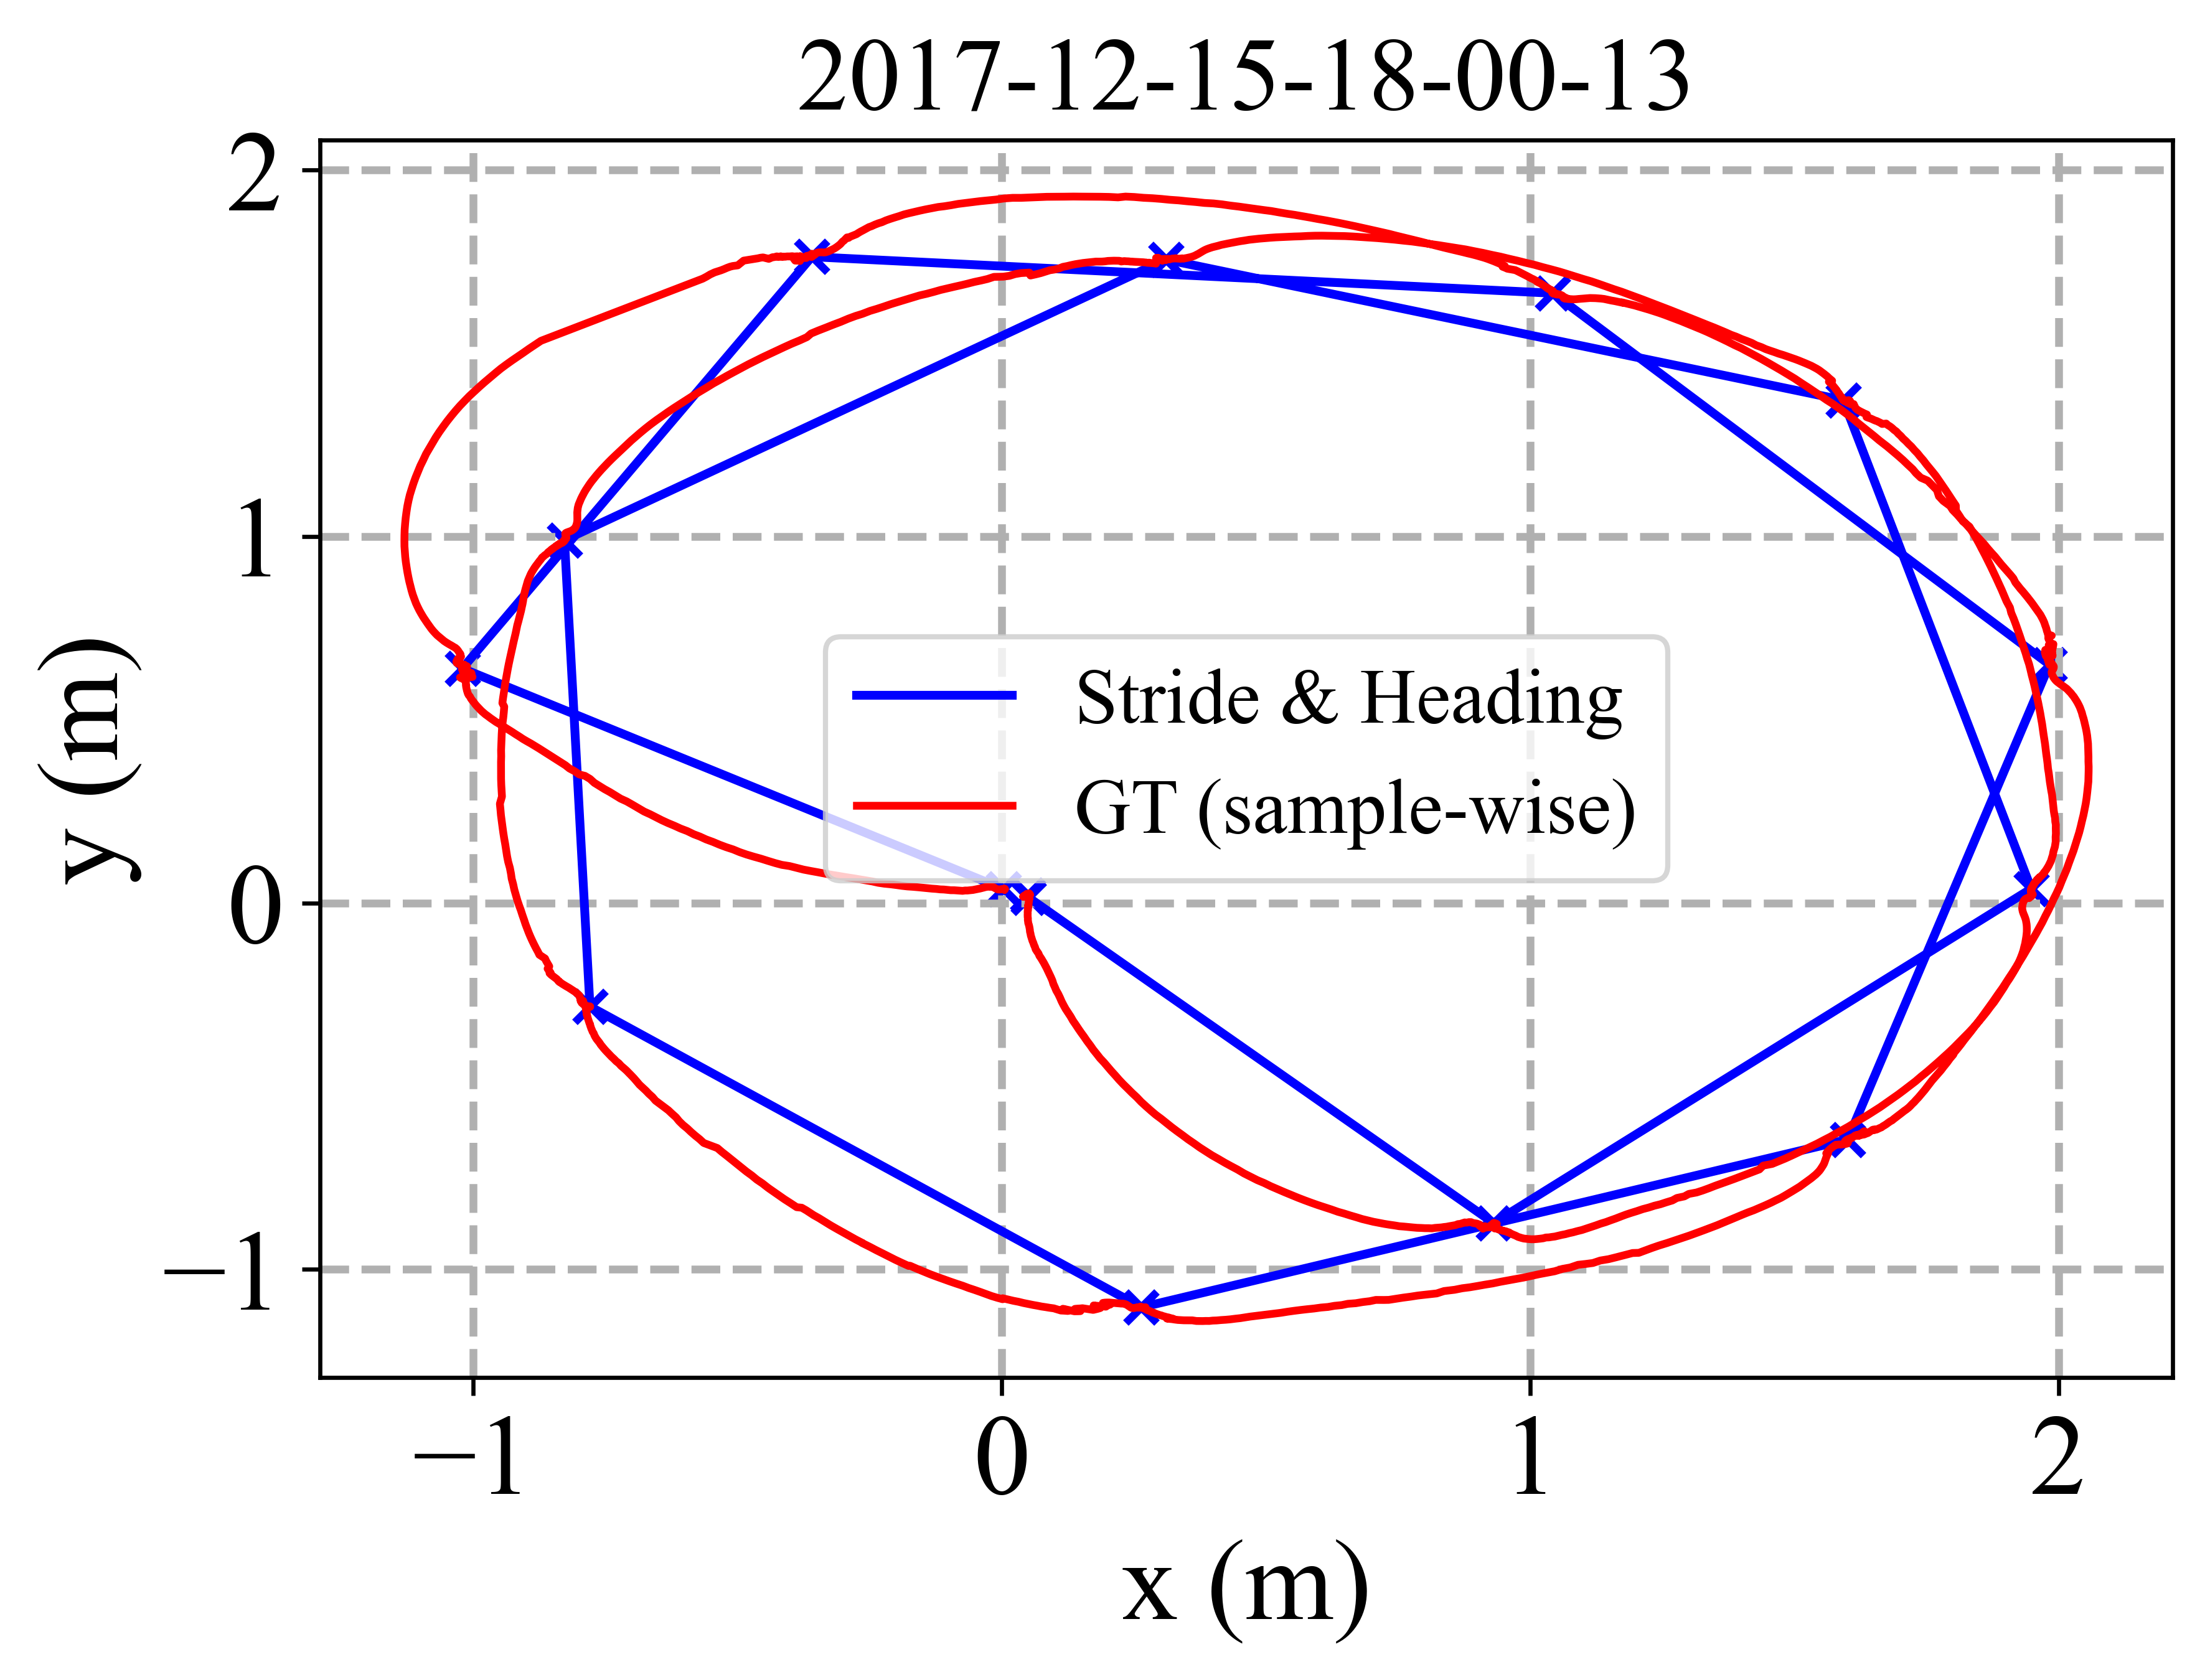 2017-12-15-18-00-13
2
1
0
−1
y (m)
Stride & Heading
GT (sample-wise)
−1 0 1 2
x (m)